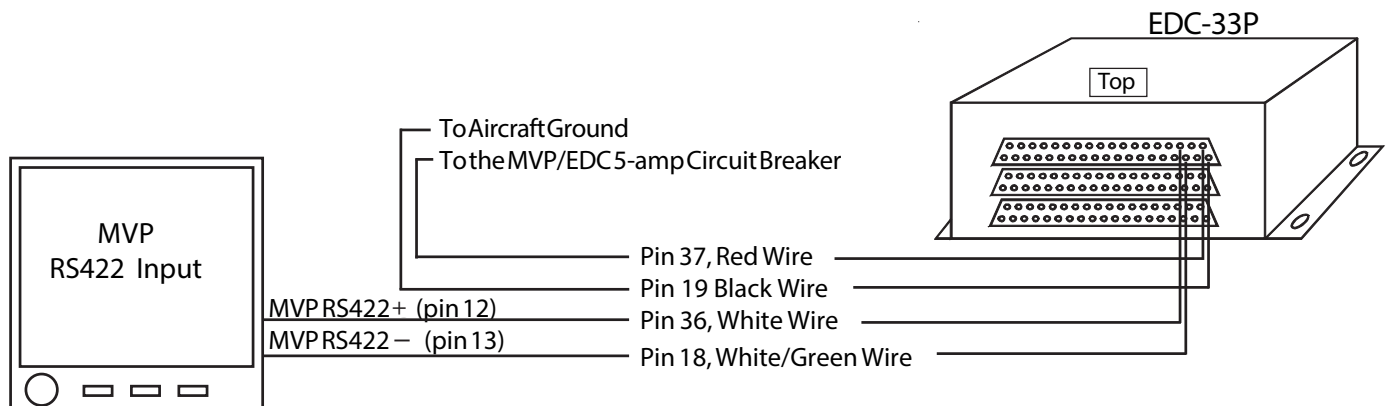 EDC-33P
Top
To Aircraft Ground
To the MVP/EDC 5-amp Circuit Breaker
MVP
RS422 Input
Pin 37, Red Wire
Pin 19 Black Wire
MVP RS422+ (pin 12)
Pin 36, White Wire
MVP RS422− (pin 13)
Pin 18, White/Green Wire